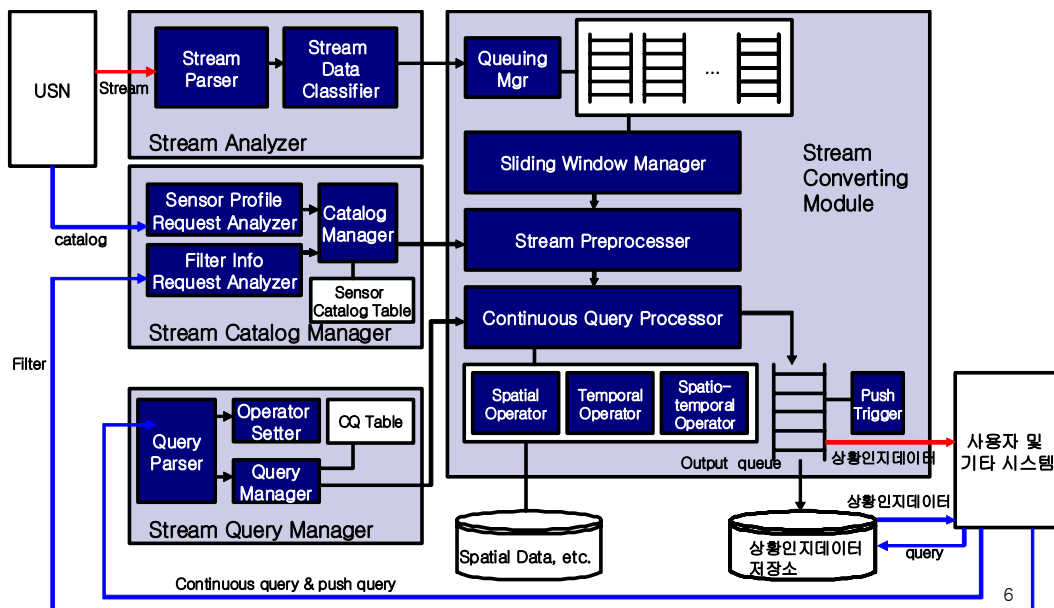 USN
Stream
Stream
Parser
Stream
Data
Classifier
Stream Analyzer
Queuing
Mgr
...
Sliding Window Manager
Stream
Converting
Module
Stream Preprocesser
Continuous Query Processor
Spatial
Operator
Temporal
Operator
Spatio-
temporal
Operator
Push
Trigger
Output queue
catalog
Sensor Profile
Request Analyzer
Filter Info
Request Analyzer
Catalog
Manager
Sensor
Catalog Table
Stream Catalog Manager
Filter
Query
Parser
Operator
Setter
CQ Table
Query
Manager
Stream Query Manager
Spatial Data, etc.
상황인지데이터
사용자 및
기타 시스템
상황인지데이터
상황인지데이터
저장소
query
Continuous query & push query
6